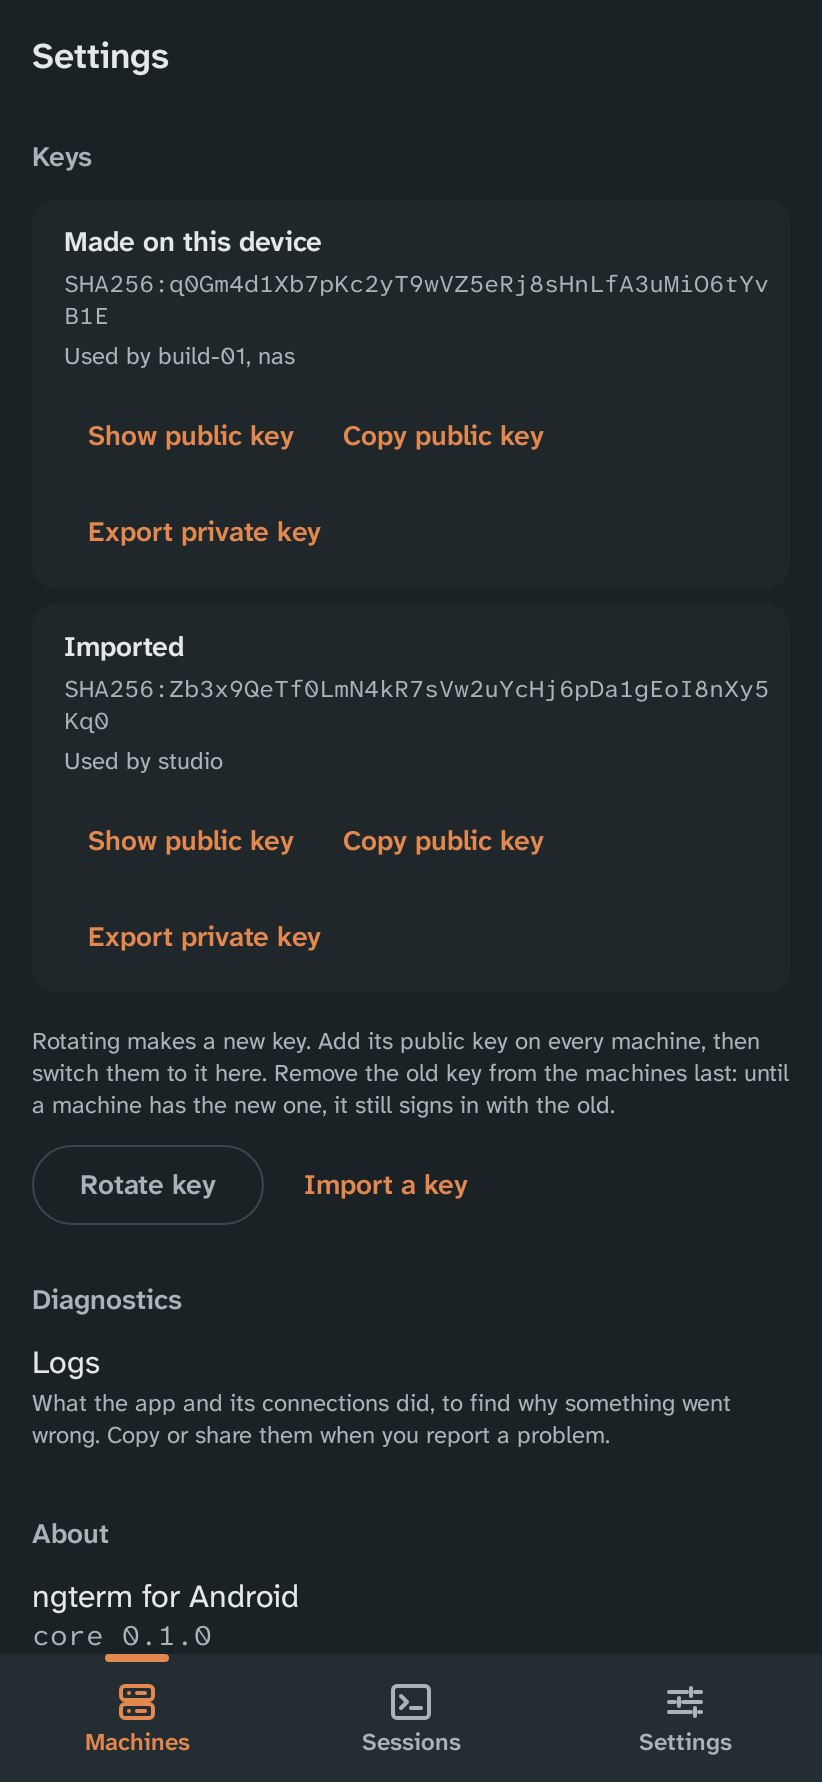 Settings
Keys
Made on this device
SHA256:q0Gm4d1Xb7pKc2yT9wVZ5eRj8sHnLfA3uMiO6tYv
B1E
Used by build-01, nas
Show public key Copy public key
Export private key
Imported
SHA256:Zb3x9QeTf0LmN4kR7sVw2uYcHj6pDa1gEoI8nXy5
Kq0
Used by studio
Show public key Copy public key
Export private key
Rotating makes a new key. Add its public key on every machine, then
switch them to it here. Remove the old key from the machines last: until
a machine has the new one, it still signs in with the old.
Rotate key Import a key
Diagnostics
Logs
What the app and its connections did, to find why something went
wrong. Copy or share them when you report a problem.
About
ngterm for Android
core 0.1.0
Machines Sessions Settings